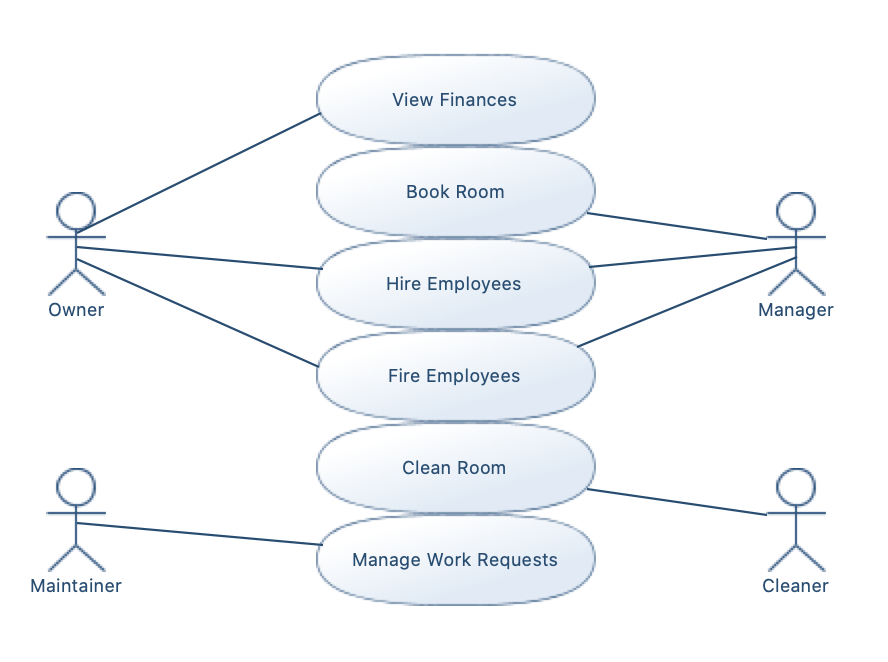 View Finances
Book Room
Hire Employees
Owner
Manager
Fire Employees
Clean Room
Manage Work Requests
Maintainer
Cleaner